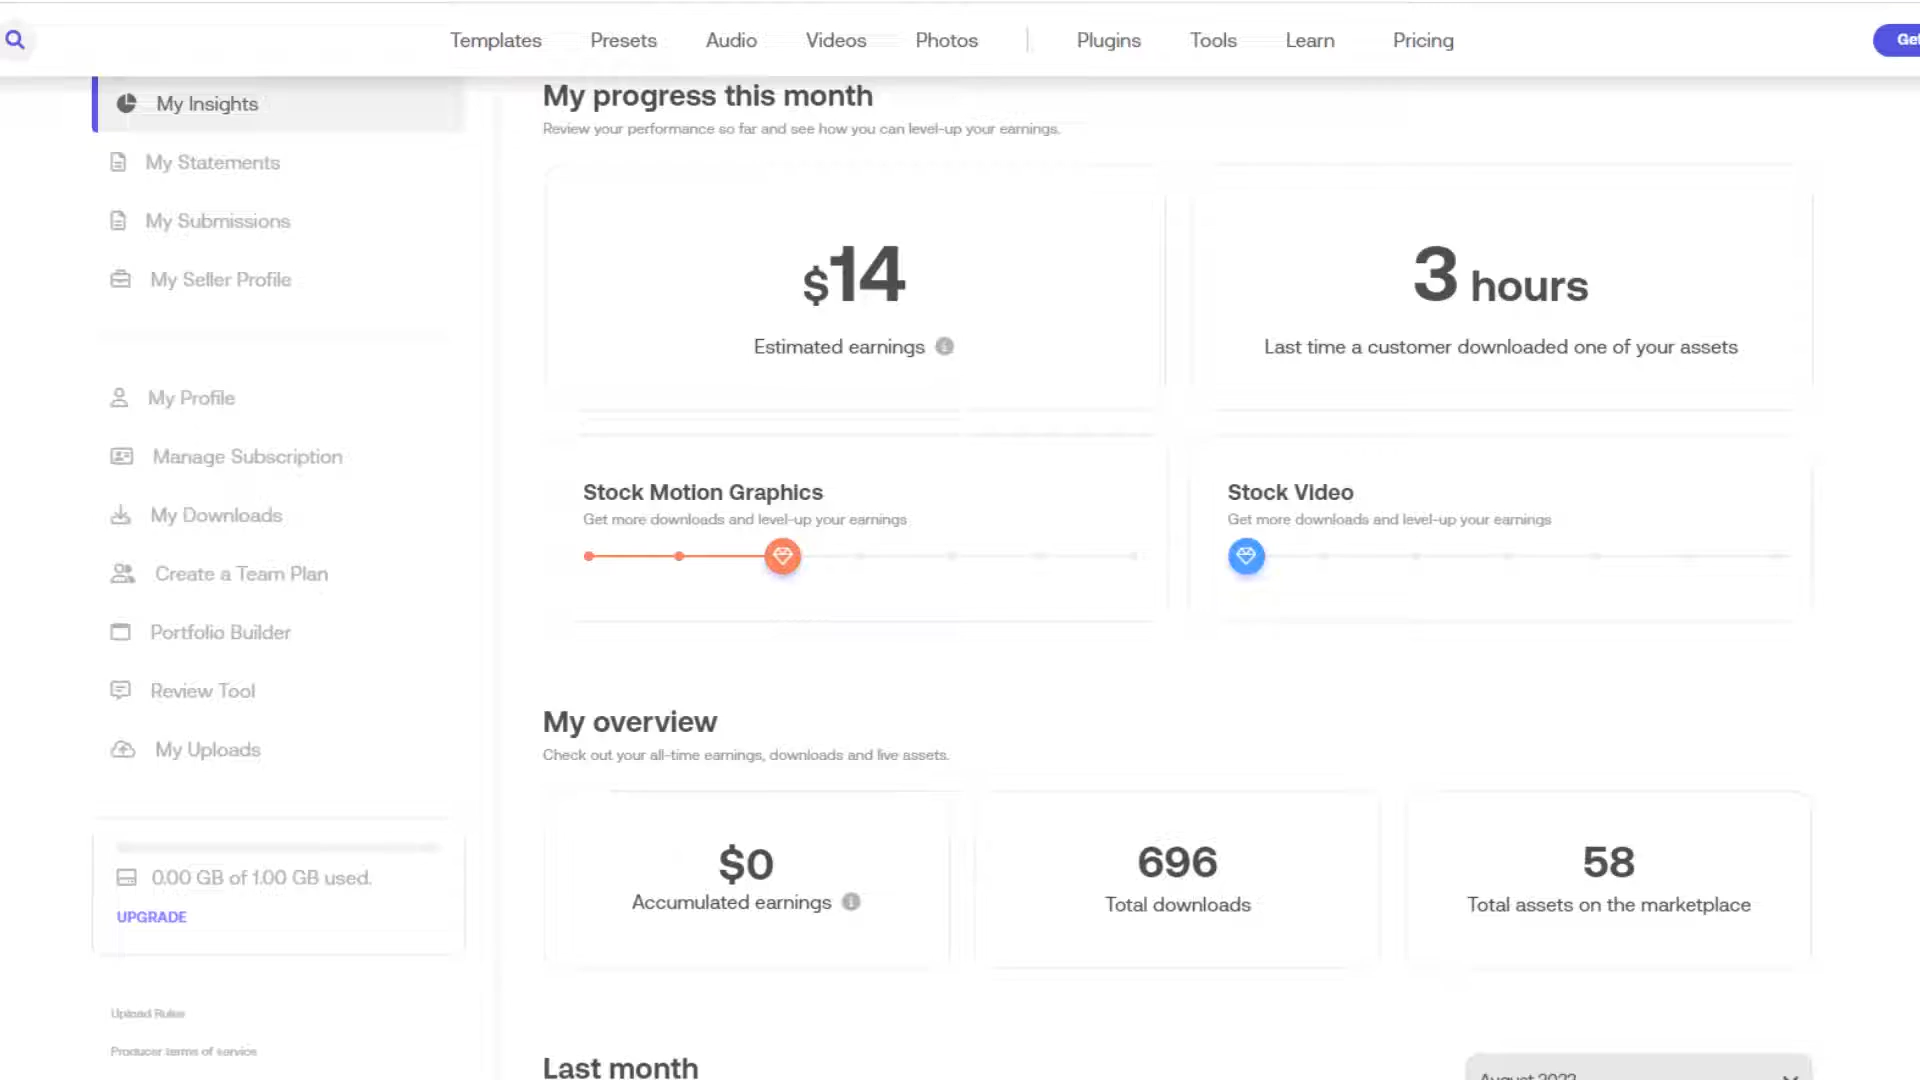 Templates Presets Audio Videos Photos Plugins Tools Learn Pricing
My Insights
My Statements
My Submissions
My Seller Profile
My Profile
Manage Subscription
My Downloads
Create a Team Plan
Portfolio Builder
Review Tool
My Uploads
0.00 GB of 1.00 GB used.
UPGRADE
Upload Rules
Producer terms of service
My progress this month
Review your performance so far and see how you can level-up your earnings.
$14
Estimated earnings
3 hours
Last time a customer downloaded one of your assets
Stock Motion Graphics
Get more downloads and level-up your earnings
Stock Video
Get more downloads and level-up your earnings
My overview
Check out your all-time earnings, downloads and live assets.
$0
Accumulated earnings
696
Total downloads
58
Total assets on the marketplace
Last month
August 2022